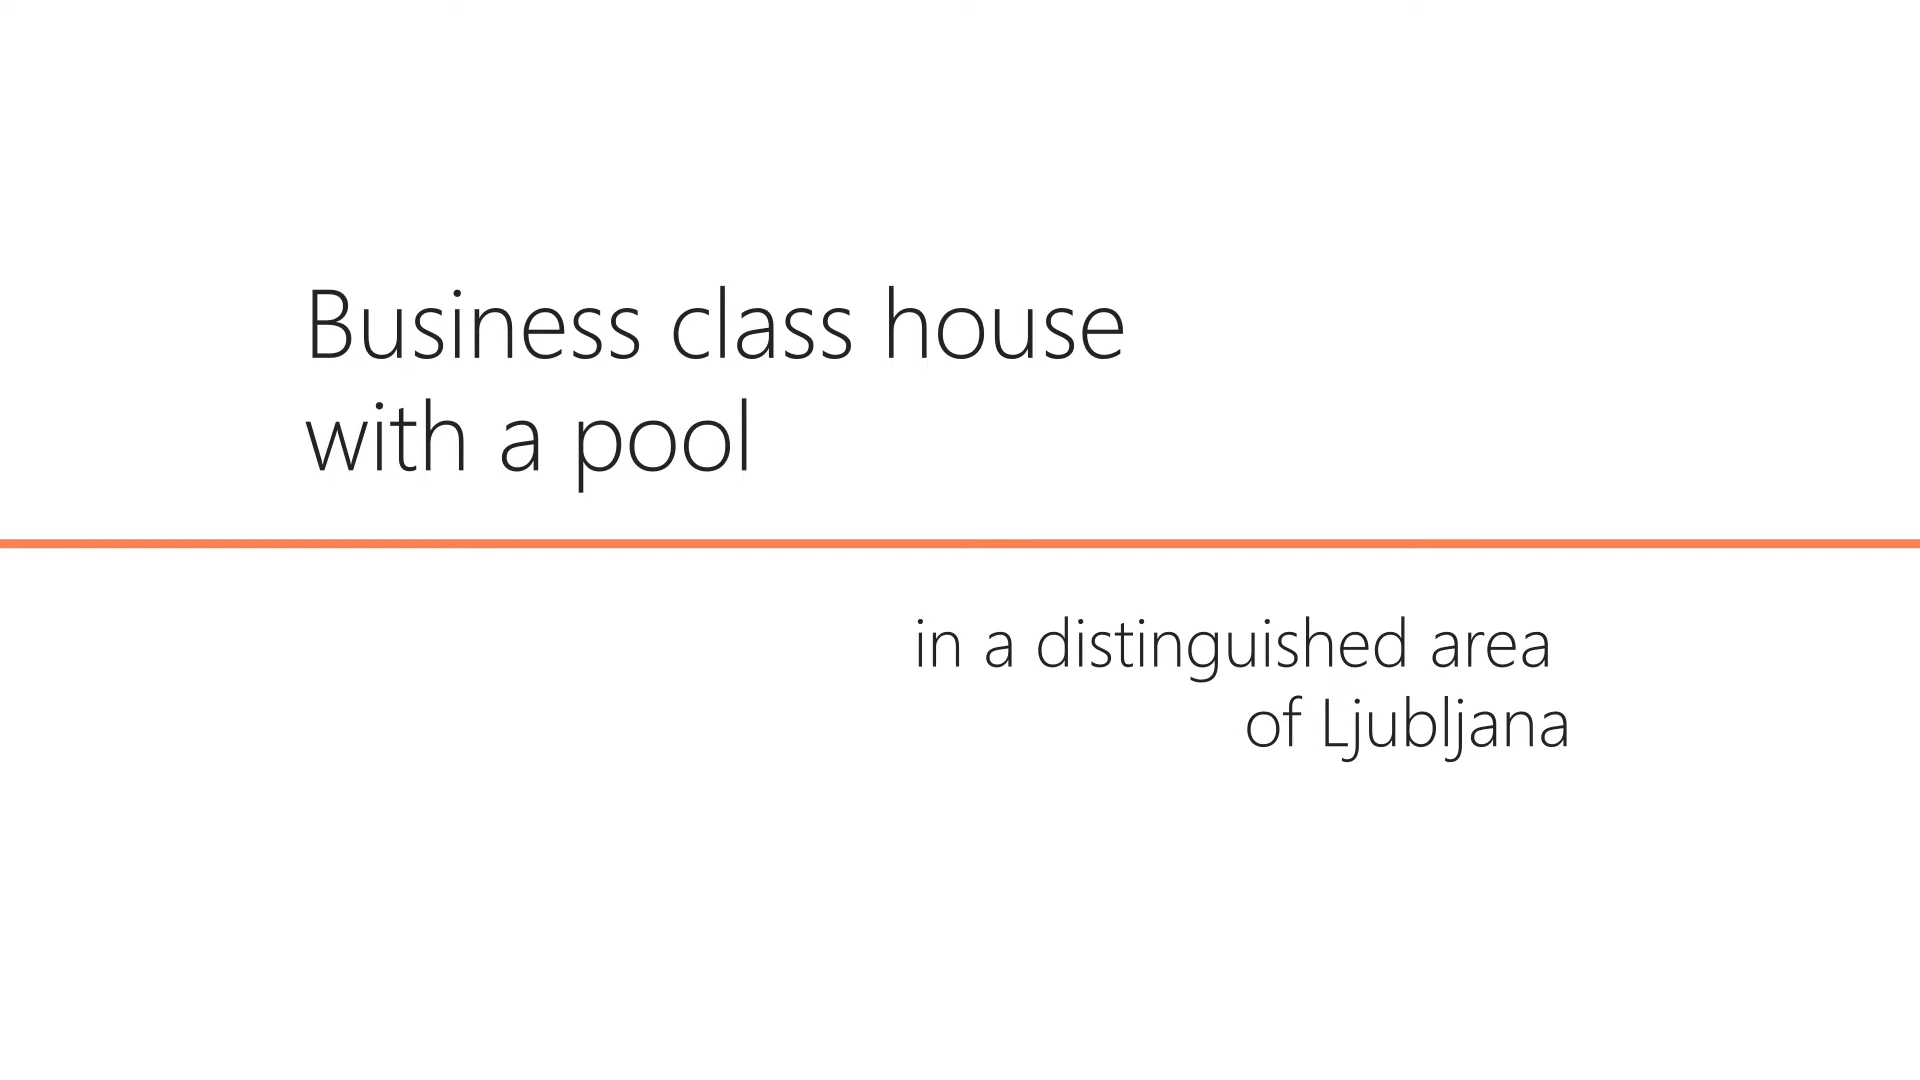 Business class house
with a pool
in a distinguished area
of Ljubljana